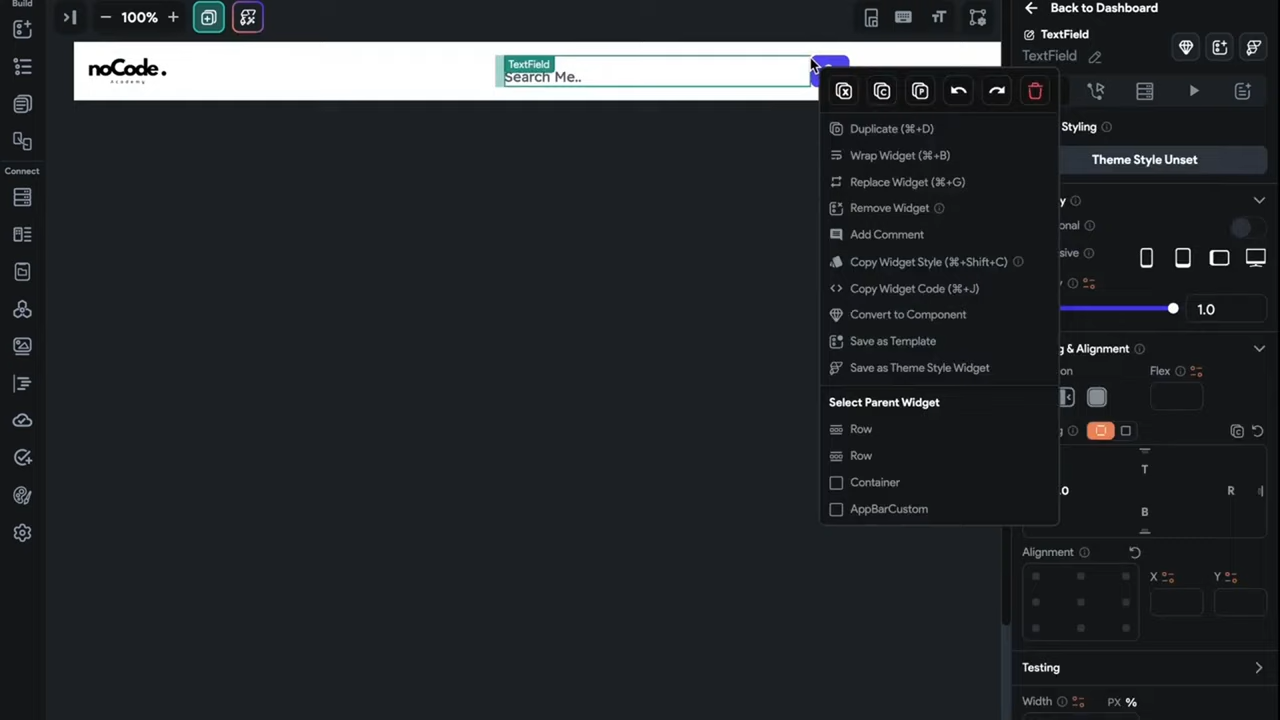 Build
100%
Back to Dashboard
TextField
TextField
noCode.
Academy
TextField
Search Me..
Styling
Duplicate (⌘+D)
Theme Style Unset
Wrap Widget (⌘+B)
Connect
Replace Widget (⌘+G)
Remove Widget
Add Comment
Copy Widget Style (⌘+Shift+C)
Copy Widget Code (⌘+J)
1.0
Convert to Component
Save as Template
& Alignment
Save as Theme Style Widget
Flex
Select Parent Widget
Row
Row
T
Container
R
AppBarCustom
B
Alignment
X
Y
Testing
Width
PX %